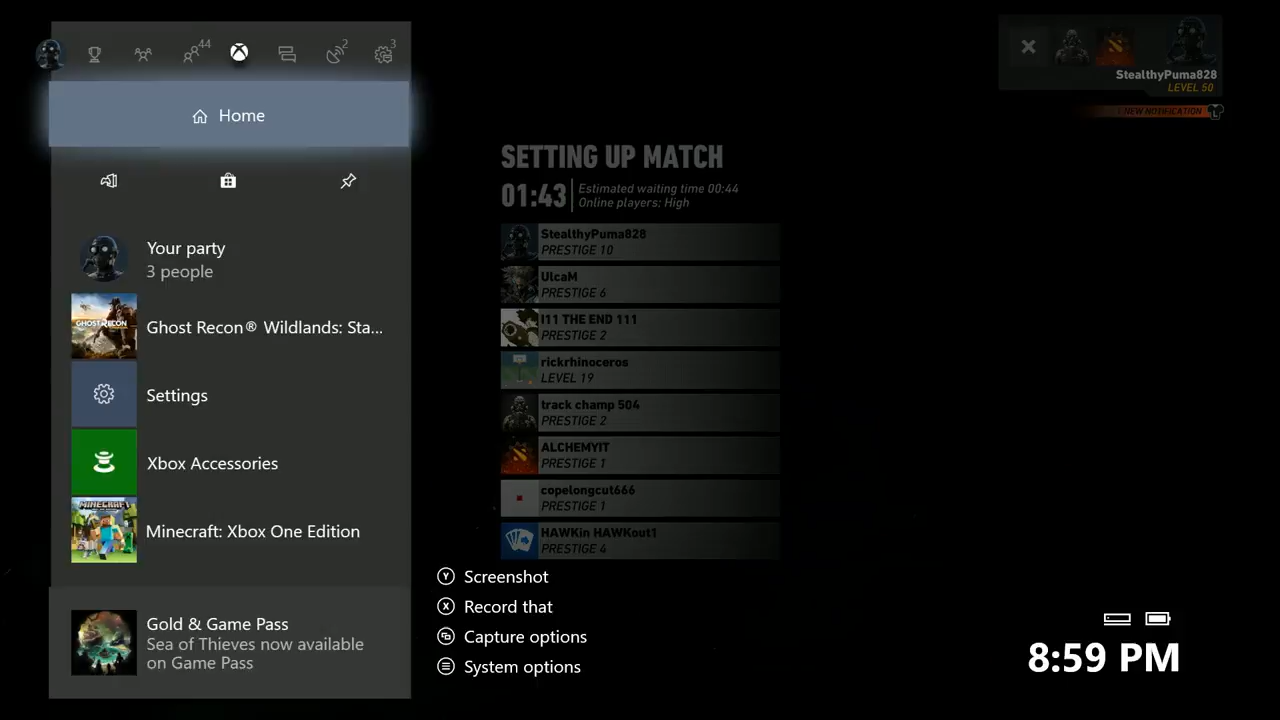 44
2
3
Home
Your party
3 people
GHOST RECON
Ghost Recon® Wildlands: Sta...
Settings
Xbox Accessories
MINECRAFT
Minecraft: Xbox One Edition
Gold & Game Pass
Sea of Thieves now available
on Game Pass
SETTING UP MATCH
01:43
Estimated waiting time 00:44
Online players: High
StealthyPuma828
PRESTIGE 10
UlcaM
PRESTIGE 6
I11 THE END 111
PRESTIGE 2
rickrhinoceros
LEVEL 19
track champ 504
PRESTIGE 2
ALCHEMYIT
PRESTIGE 1
copelongcut666
PRESTIGE 1
HAWKin HAWKout1
PRESTIGE 4
Y Screenshot
X Record that
Capture options
System options
StealthyPuma828
LEVEL 50
1 NEW NOTIFICATION L
8:59 PM